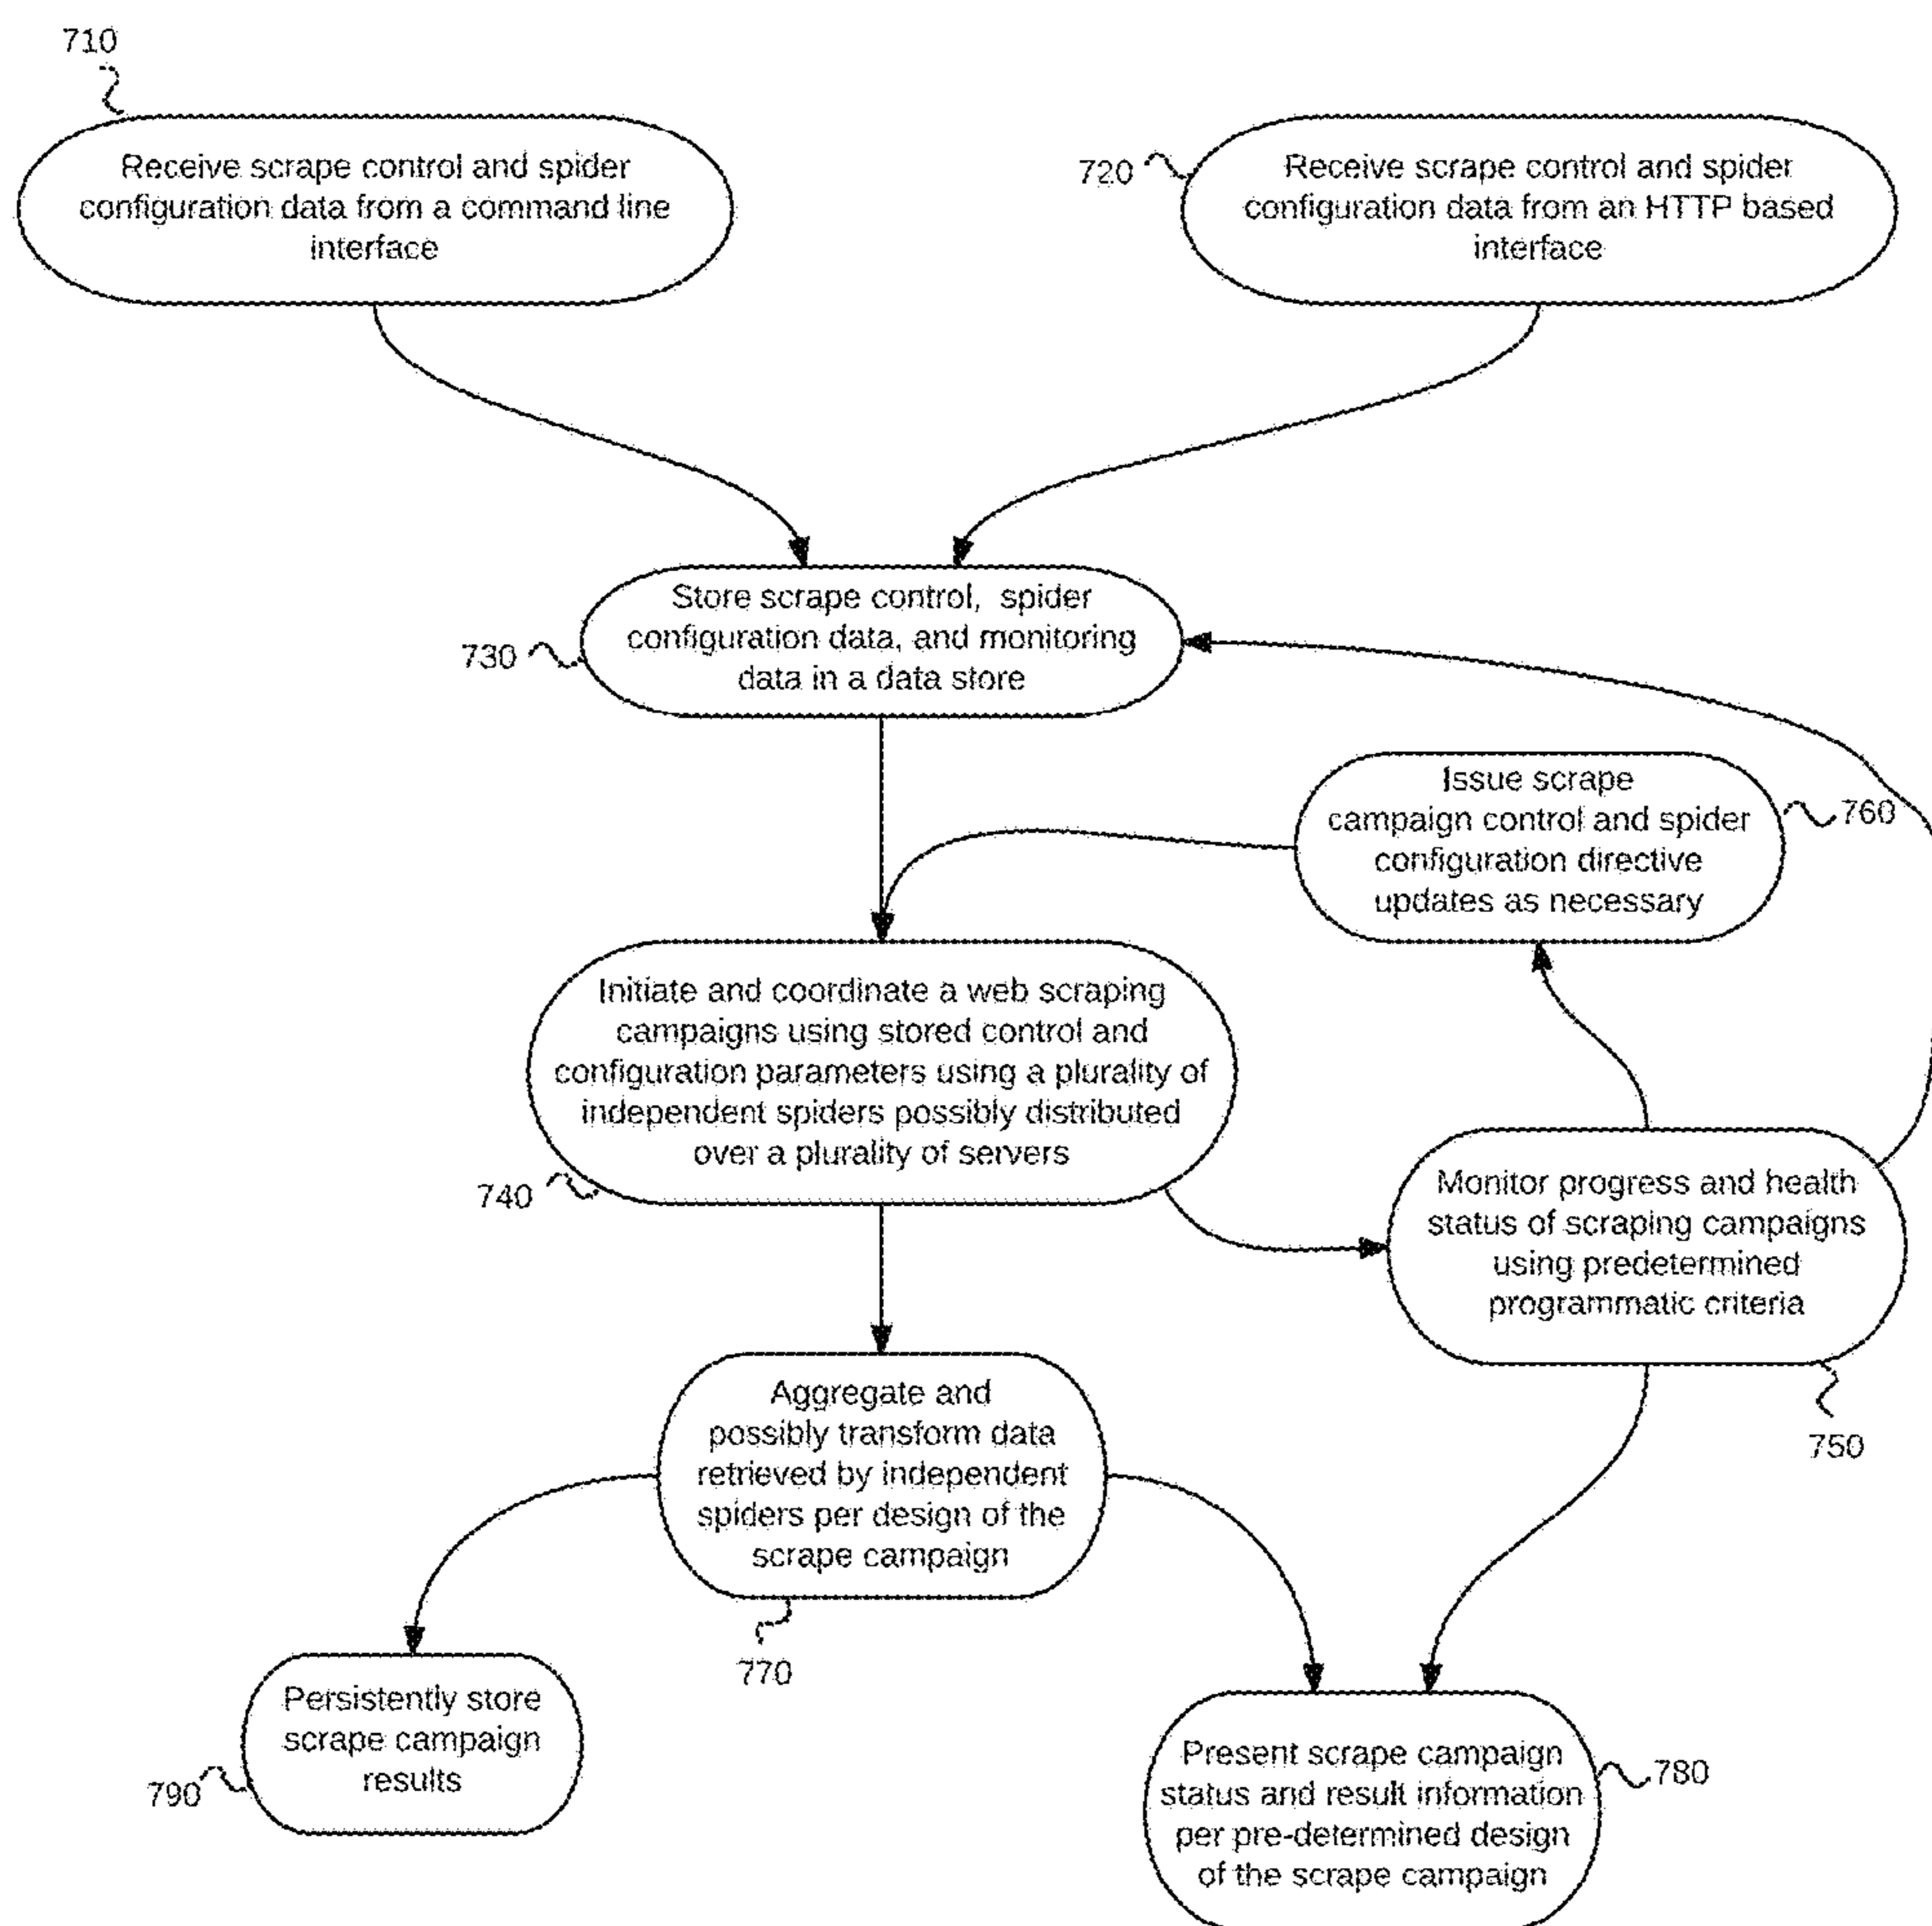 710
Receive scrape control and spider
configuration data from a command line
interface
720
Receive scrape control and spider
configuration data from an HTTP based
interface
730
Store scrape control, spider
configuration data, and monitoring
data in a data store
Issue scrape
campaign control and spider
configuration directive
updates as necessary
760
Initiate and coordinate a web scraping
campaigns using stored control and
configuration parameters using a plurality of
independent spiders possibly distributed
over a plurality of servers
740
Monitor progress and health
status of scraping campaigns
using predetermined
programmatic criteria
750
Aggregate and
possibly transform data
retrieved by independent
spiders per design of the
scrape campaign
770
Persistently store
scrape campaign
results
790
Present scrape campaign
status and result information
per pre-determined design
of the scrape campaign
780